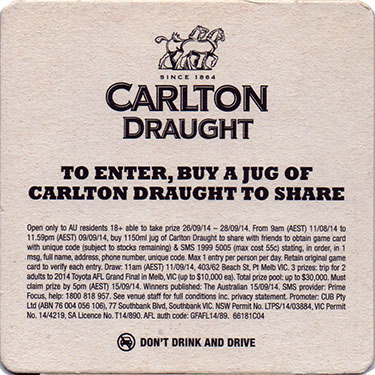 SINCE 1864
CARLTON
DRAUGHT
TO ENTER, BUY A JUG OF
CARLTON DRAUGHT TO SHARE
Open only to AU residents 18+ able to take prize 26/09/14 – 28/09/14. From 9am (AEST) 11/08/14 to
11.59pm (AEST) 09/09/14, buy 1150ml jug of Carlton Draught to share with friends to obtain game card
with unique code (subject to stocks remaining) & SMS 1999 5005 (max cost 55c) stating, in order, in 1
msg, full name, address, phone number, unique code. Max 1 entry per person per day. Retain original game
card to verify each entry. Draw: 11am (AEST) 11/09/14, 403/62 Beach St, Pt Melb VIC. 3 prizes: trip for 2
adults to 2014 Toyota AFL Grand Final in Melb, VIC (up to $10,000 ea). Total prize pool: up to $30,000. Must
claim prize by 5pm (AEST) 15/09/14. Winners published: The Australian 15/09/14. SMS provider: Prime
Focus, help: 1800 818 957. See venue staff for full conditions inc. privacy statement. Promoter: CUB Pty
Ltd (ABN 76 004 056 106), 77 Southbank Blvd, Southbank VIC. NSW Permit No. LTPS/14/03884, VIC Permit
No. 14/4219, SA Licence No. T14/890. AFL auth. code: GFAFL14/89. 66181C04
DON'T DRINK AND DRIVE